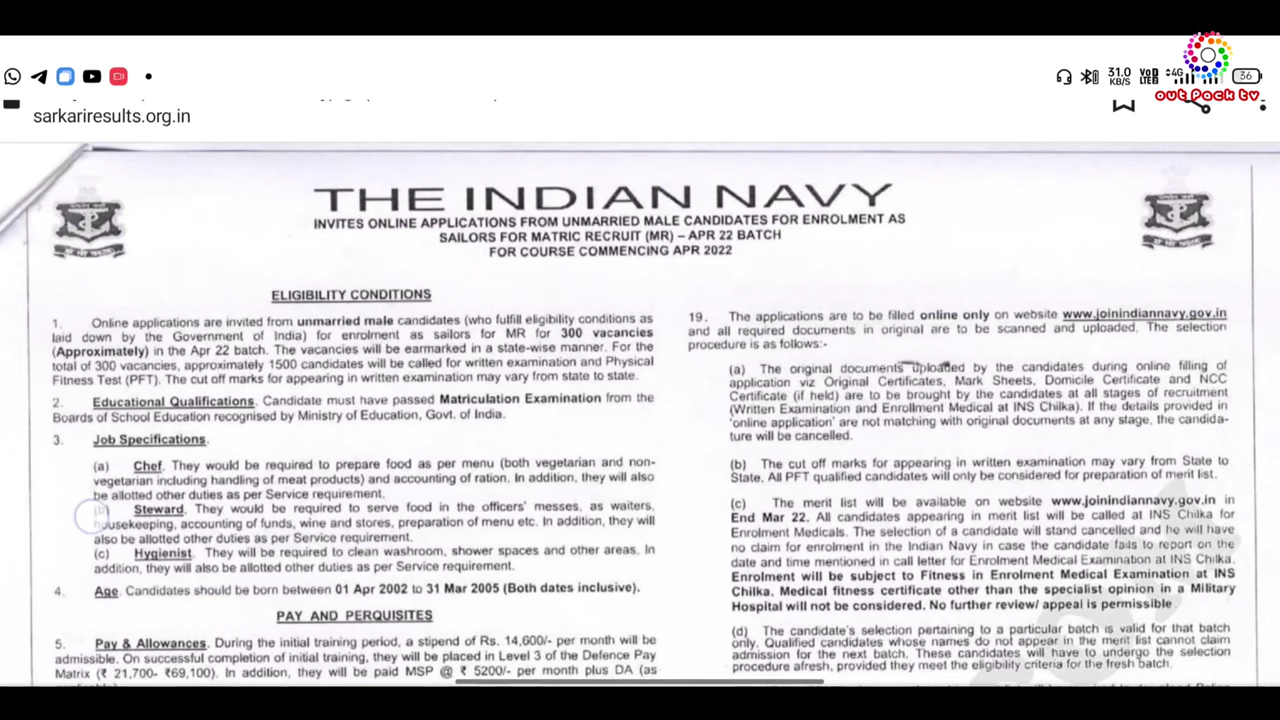 31.0
KB/S
VoD
LTE
4G
36
out Pack tv
sarkariresults.org.in
THE INDIAN NAVY
INVITES ONLINE APPLICATIONS FROM UNMARRIED MALE CANDIDATES FOR ENROLMENT AS
SAILORS FOR MATRIC RECRUIT (MR) – APR 22 BATCH
FOR COURSE COMMENCING APR 2022
ELIGIBILITY CONDITIONS
1. Online applications are invited from unmarried male candidates (who fulfill eligibility conditions as
laid down by the Government of India) for enrolment as sailors for MR for 300 vacancies
(Approximately) in the Apr 22 batch. The vacancies will be earmarked in a state-wise manner. For the
total of 300 vacancies, approximately 1500 candidates will be called for written examination and Physical
Fitness Test (PFT). The cut off marks for appearing in written examination may vary from state to state.
2. Educational Qualifications. Candidate must have passed Matriculation Examination from the
Boards of School Education recognised by Ministry of Education, Govt. of India.
3. Job Specifications.
(a) Chef. They would be required to prepare food as per menu (both vegetarian and non-
vegetarian including handling of meat products) and accounting of ration. In addition, they will also
be allotted other duties as per Service requirement.
(b) Steward. They would be required to serve food in the officers' messes, as waiters,
housekeeping, accounting of funds, wine and stores, preparation of menu etc. In addition, they will
also be allotted other duties as per Service requirement.
(c) Hygienist. They will be required to clean washroom, shower spaces and other areas. In
addition, they will also be allotted other duties as per Service requirement.
4. Age. Candidates should be born between 01 Apr 2002 to 31 Mar 2005 (Both dates inclusive).
PAY AND PERQUISITES
5. Pay & Allowances. During the initial training period, a stipend of Rs. 14,600/- per month will be
admissible. On successful completion of initial training, they will be placed in Level 3 of the Defence Pay
Matrix (₹ 21,700- ₹69,100). In addition, they will be paid MSP @ ₹ 5200/- per month plus DA (as
19. The applications are to be filled online only on website www.joinindiannavy.gov.in
and all required documents in original are to be scanned and uploaded. The selection
procedure is as follows:-
(a) The original documents uploaded by the candidates during online filling of
application viz Original Certificates, Mark Sheets, Domicile Certificate and NCC
Certificate (if held) are to be brought by the candidates at all stages of recruitment
(Written Examination and Enrollment Medical at INS Chilka). If the details provided in
'online application' are not matching with original documents at any stage, the candida-
ture will be cancelled.
(b) The cut off marks for appearing in written examination may vary from State to
State. All PFT qualified candidates will only be considered for preparation of merit list.
(c) The merit list will be available on website www.joinindiannavy.gov.in in
End Mar 22. All candidates appearing in merit list will be called at INS Chilka for
Enrolment Medicals. The selection of a candidate will stand cancelled and he will have
no claim for enrolment in the Indian Navy in case the candidate fails to report on the
date and time mentioned in call letter for Enrolment Medical Examination at INS Chilka.
Enrolment will be subject to Fitness in Enrolment Medical Examination at INS
Chilka. Medical fitness certificate other than the specialist opinion in a Military
Hospital will not be considered. No further review/ appeal is permissible.
(d) The candidate's selection pertaining to a particular batch is valid for that batch
only. Qualified candidates whose names do not appear in the merit list cannot claim
admission for the next batch. These candidates will have to undergo the selection
procedure afresh, provided they meet the eligibility criteria for the fresh batch.